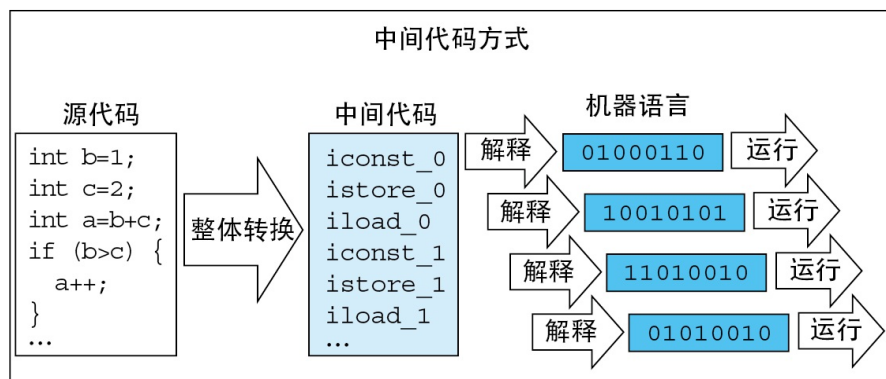 中间代码方式
源代码
int b=1;
int c=2;
int a=b+c;
if (b>c) {
  a++;
}
…
整体转换
中间代码
iconst_0
istore_0
iload_0
iconst_1
istore_1
iload_1
…
机器语言
解释 01000110 运行
解释 10010101 运行
解释 11010010 运行
解释 01010010 运行